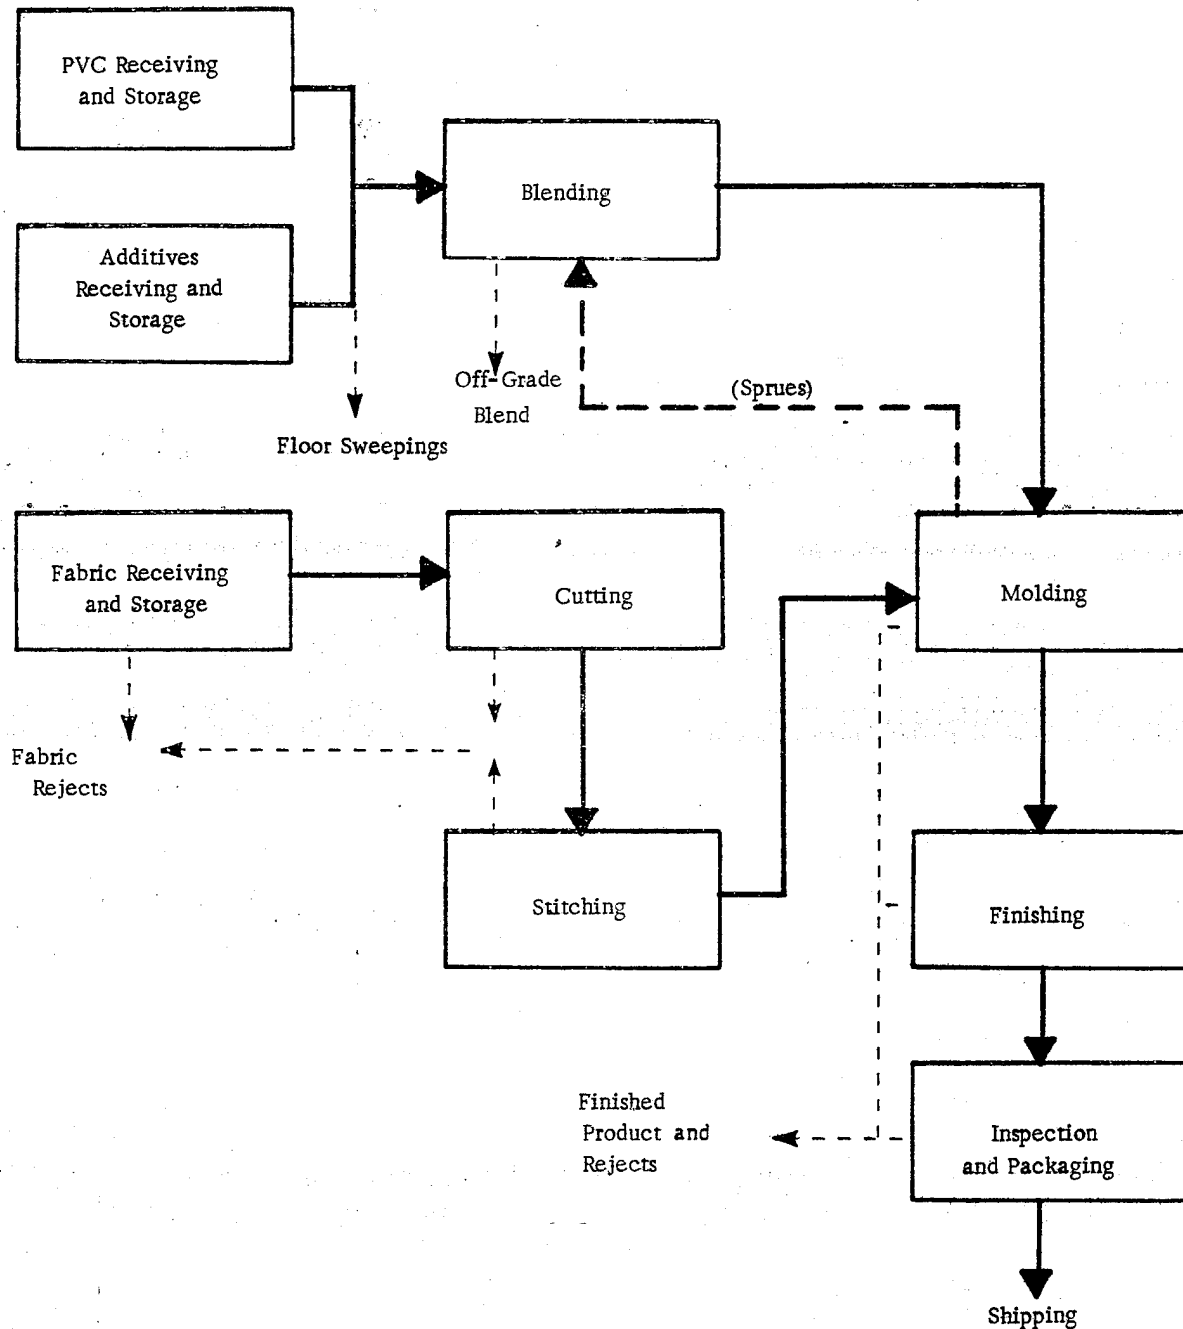 PVC Receiving
and Storage
Blending
Additives
Receiving and
Storage
Off-Grade
Blend
(Sprues)
Floor Sweepings
Fabric Receiving
and Storage
Cutting
Molding
Fabric
Rejects
Stitching
Finishing
Finished
Product and
Rejects
Inspection
and Packaging
Shipping